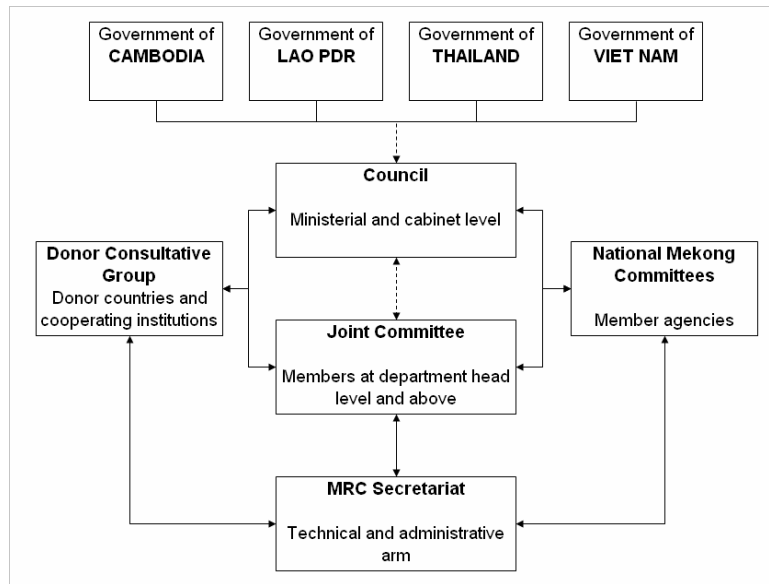 Government of
CAMBODIA
Government of
LAO PDR
Government of
THAILAND
Government of
VIET NAM
Council
Ministerial and cabinet level
Donor Consultative
Group
Donor countries and
cooperating institutions
National Mekong
Committees
Member agencies
Joint Committee
Members at department head
level and above
MRC Secretariat
Technical and administrative
arm